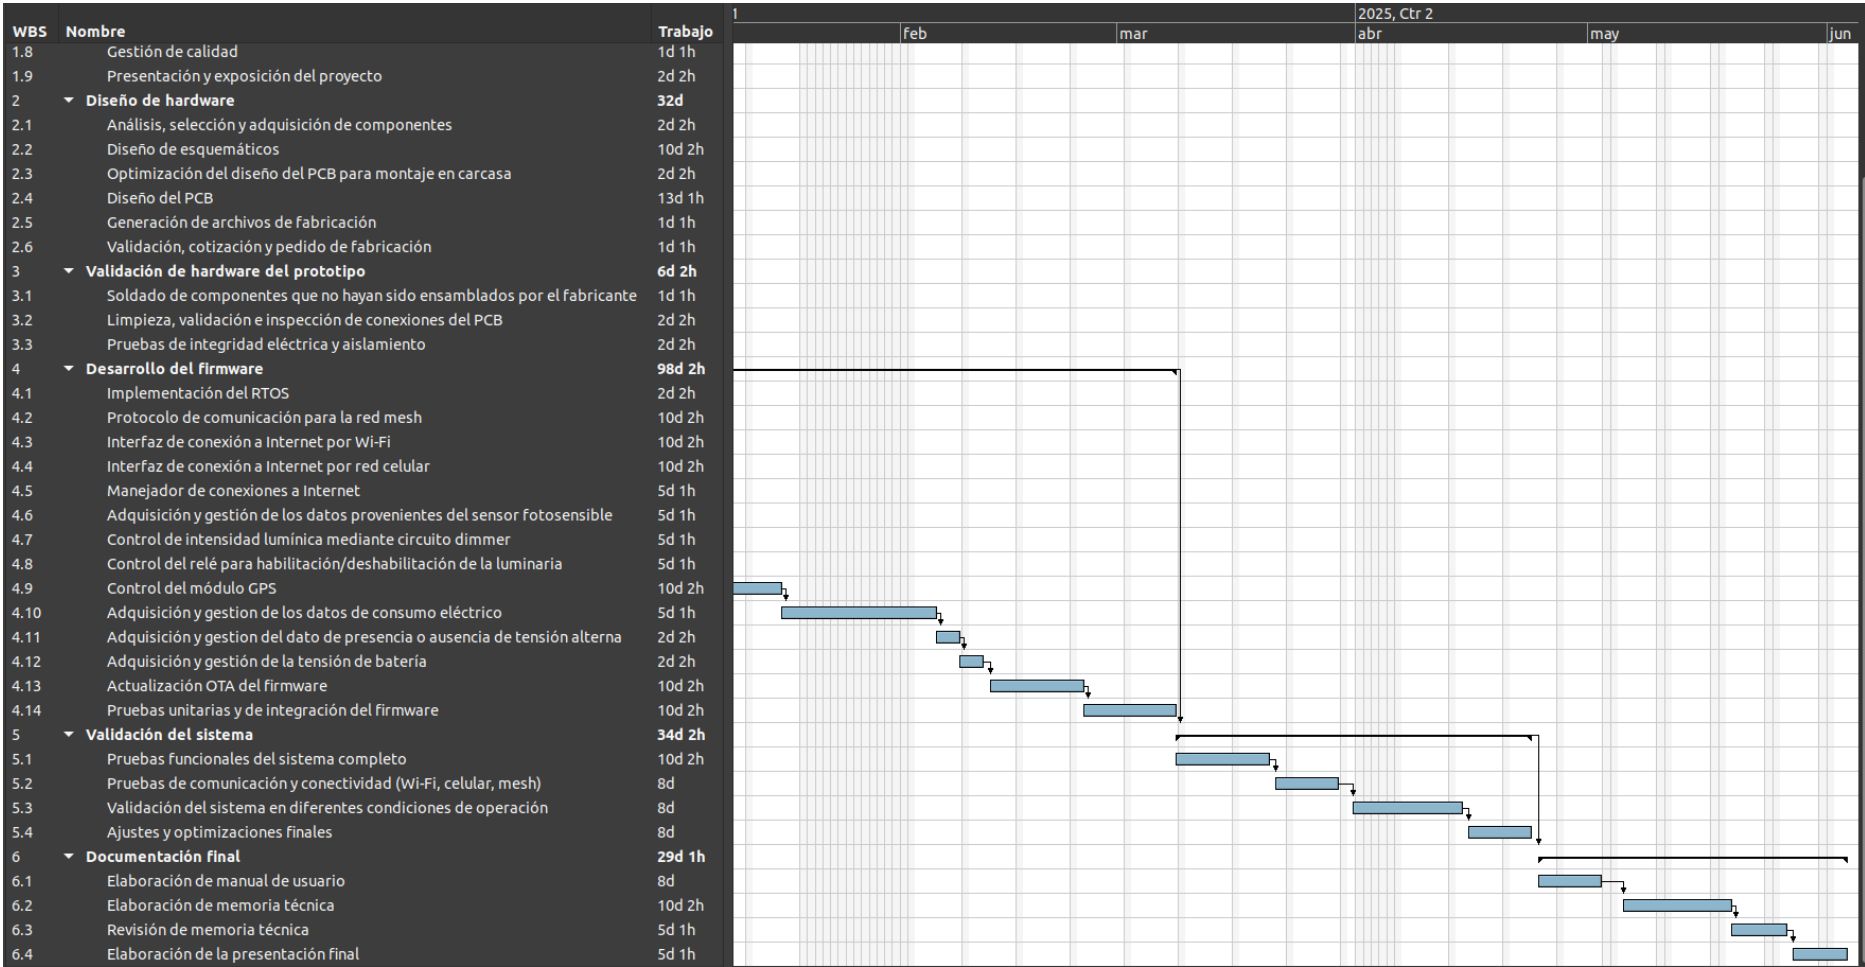 1
2025, Ctr 2
WBS Nombre Trabajo feb mar abr may jun
1.8 Gestión de calidad 1d 1h
1.9 Presentación y exposición del proyecto 2d 2h
2 Diseño de hardware 32d
2.1 Análisis, selección y adquisición de componentes 2d 2h
2.2 Diseño de esquemáticos 10d 2h
2.3 Optimización del diseño del PCB para montaje en carcasa 2d 2h
2.4 Diseño del PCB 13d 1h
2.5 Generación de archivos de fabricación 1d 1h
2.6 Validación, cotización y pedido de fabricación 1d 1h
3 Validación de hardware del prototipo 6d 2h
3.1 Soldado de componentes que no hayan sido ensamblados por el fabricante 1d 1h
3.2 Limpieza, validación e inspección de conexiones del PCB 2d 2h
3.3 Pruebas de integridad eléctrica y aislamiento 2d 2h
4 Desarrollo del firmware 98d 2h
4.1 Implementación del RTOS 2d 2h
4.2 Protocolo de comunicación para la red mesh 10d 2h
4.3 Interfaz de conexión a Internet por Wi-Fi 10d 2h
4.4 Interfaz de conexión a Internet por red celular 10d 2h
4.5 Manejador de conexiones a Internet 5d 1h
4.6 Adquisición y gestión de los datos provenientes del sensor fotosensible 5d 1h
4.7 Control de intensidad lumínica mediante circuito dimmer 5d 1h
4.8 Control del relé para habilitación/deshabilitación de la luminaria 5d 1h
4.9 Control del módulo GPS 10d 2h
4.10 Adquisición y gestion de los datos de consumo eléctrico 5d 1h
4.11 Adquisición y gestion del dato de presencia o ausencia de tensión alterna 2d 2h
4.12 Adquisición y gestión de la tensión de batería 2d 2h
4.13 Actualización OTA del firmware 10d 2h
4.14 Pruebas unitarias y de integración del firmware 10d 2h
5 Validación del sistema 34d 2h
5.1 Pruebas funcionales del sistema completo 10d 2h
5.2 Pruebas de comunicación y conectividad (Wi-Fi, celular, mesh) 8d
5.3 Validación del sistema en diferentes condiciones de operación 8d
5.4 Ajustes y optimizaciones finales 8d
6 Documentación final 29d 1h
6.1 Elaboración de manual de usuario 8d
6.2 Elaboración de memoria técnica 10d 2h
6.3 Revisión de memoria técnica 5d 1h
6.4 Elaboración de la presentación final 5d 1h